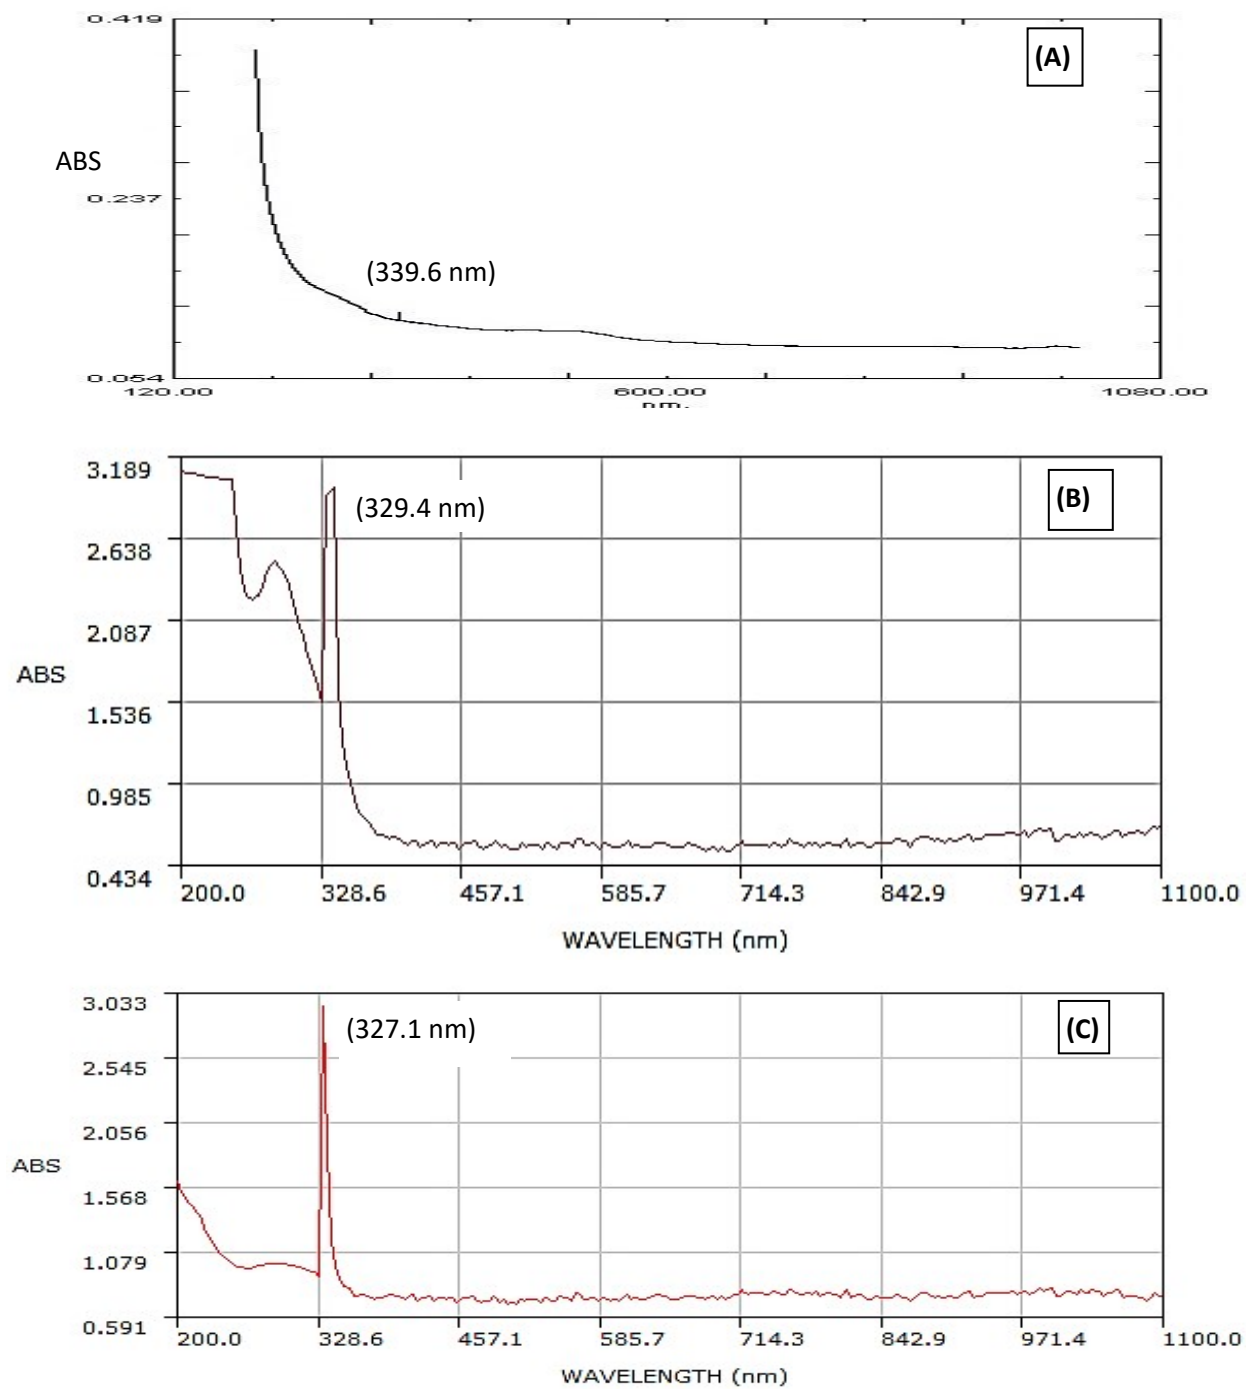 0.419
(A)
ABS
0.237
(339.6 nm)
0.054
120.00 600.00 1080.00
nm.
3.189
(B)
(329.4 nm)
2.638
2.087
ABS
1.536
0.985
0.434
200.0 328.6 457.1 585.7 714.3 842.9 971.4 1100.0
WAVELENGTH (nm)
3.033
(C)
(327.1 nm)
2.545
2.056
ABS
1.568
1.079
0.591
200.0 328.6 457.1 585.7 714.3 842.9 971.4 1100.0
WAVELENGTH (nm)